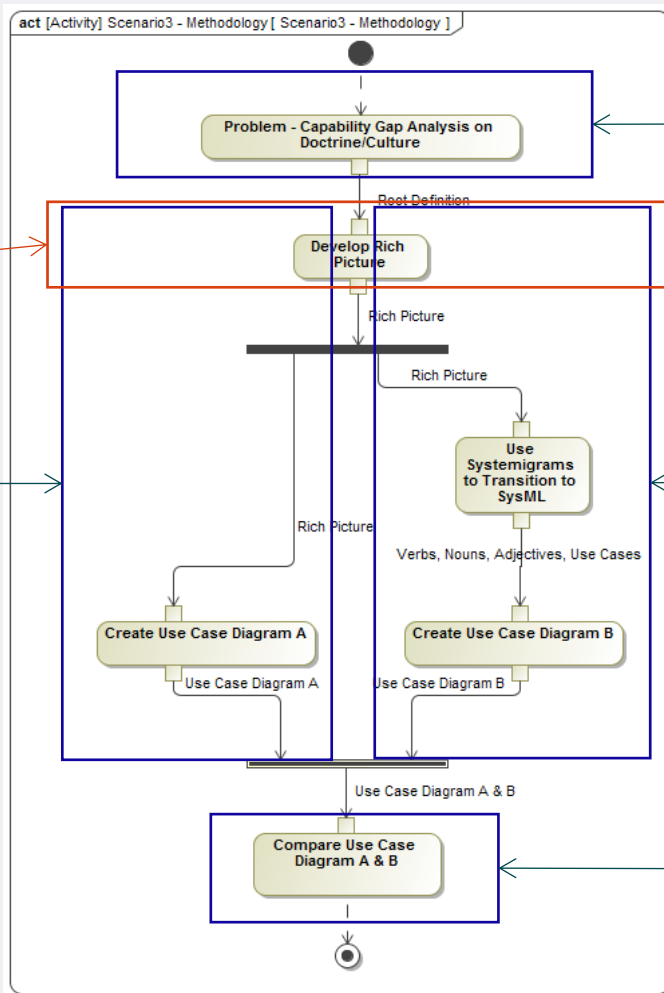 act [Activity] Scenario3 - Methodology [ Scenario3 - Methodology ]
Problem - Capability Gap Analysis on
Doctrine/Culture
Root Definition
Develop Rich
Picture
Rich Picture
Rich Picture
Use
Systemigrams
to Transition to
SysML
Rich Picture
Verbs, Nouns, Adjectives, Use Cases
Create Use Case Diagram A
Create Use Case Diagram B
Use Case Diagram A
Use Case Diagram B
Use Case Diagram A & B
Compare Use Case
Diagram A & B